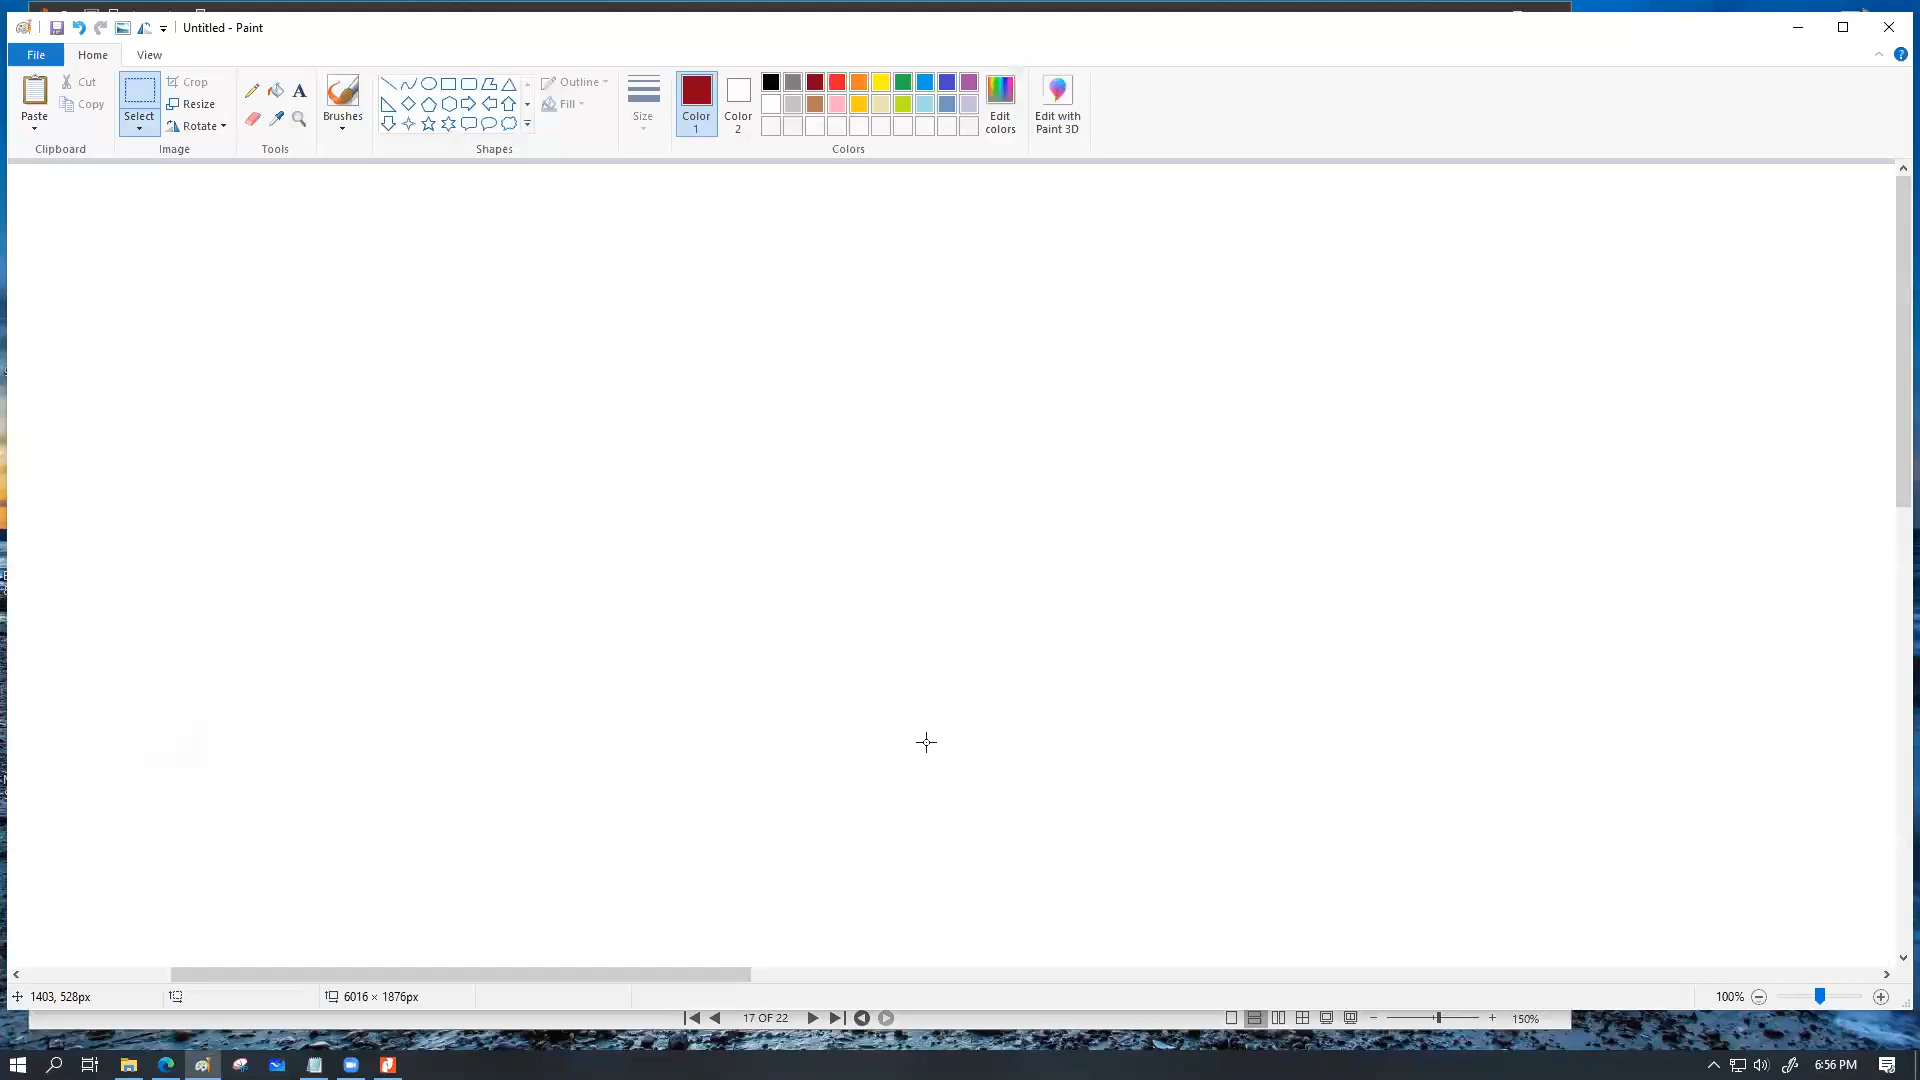 Untitled - Paint
File Home View
Paste
Cut
Copy
Clipboard
Select
Crop
Resize
Rotate
Image
Tools
Brushes
Shapes
Outline
Fill
Size
Color 1
Color 2
Colors
Edit colors
Edit with Paint 3D
1403, 528px
6016 × 1876px
100%
17 OF 22
150%
6:56 PM